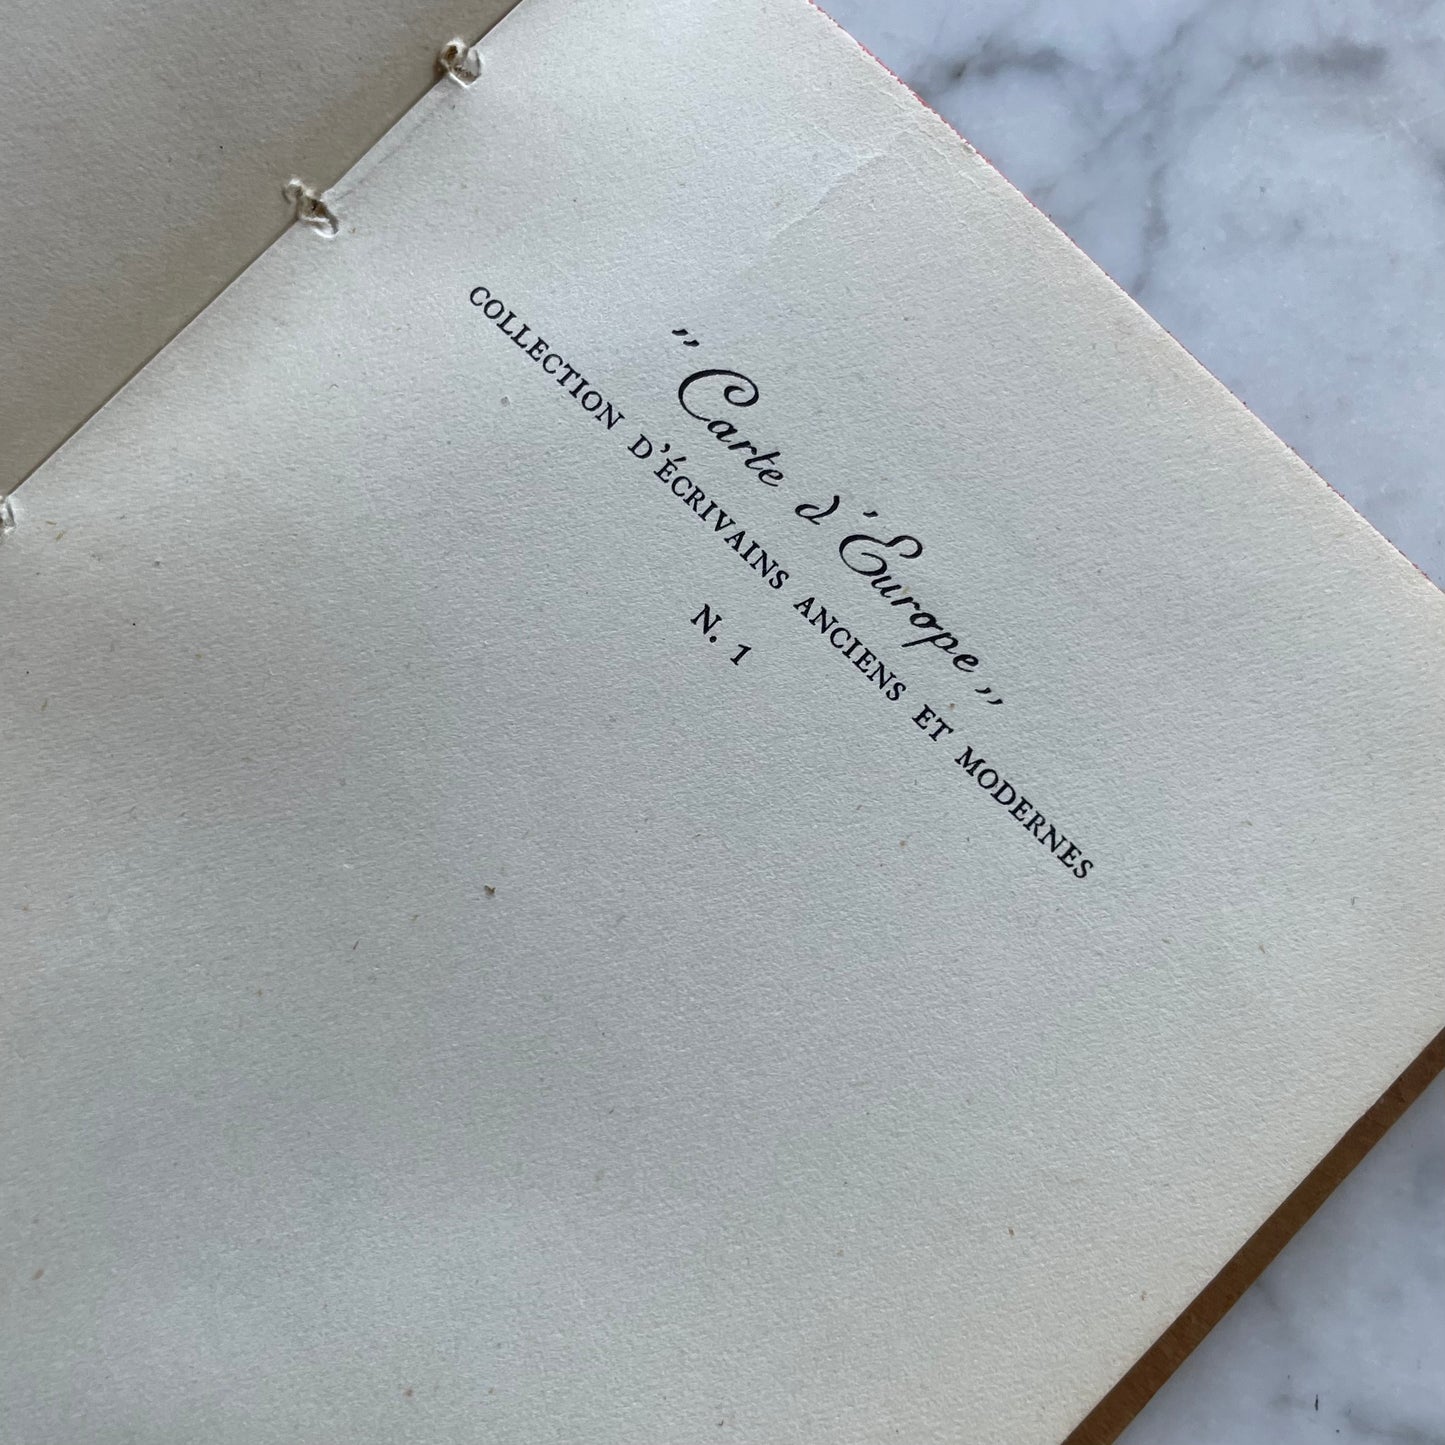 "Carte d'Europe"
COLLECTION D'ÉCRIVAINS ANCIENS ET MODERNES
N. 1